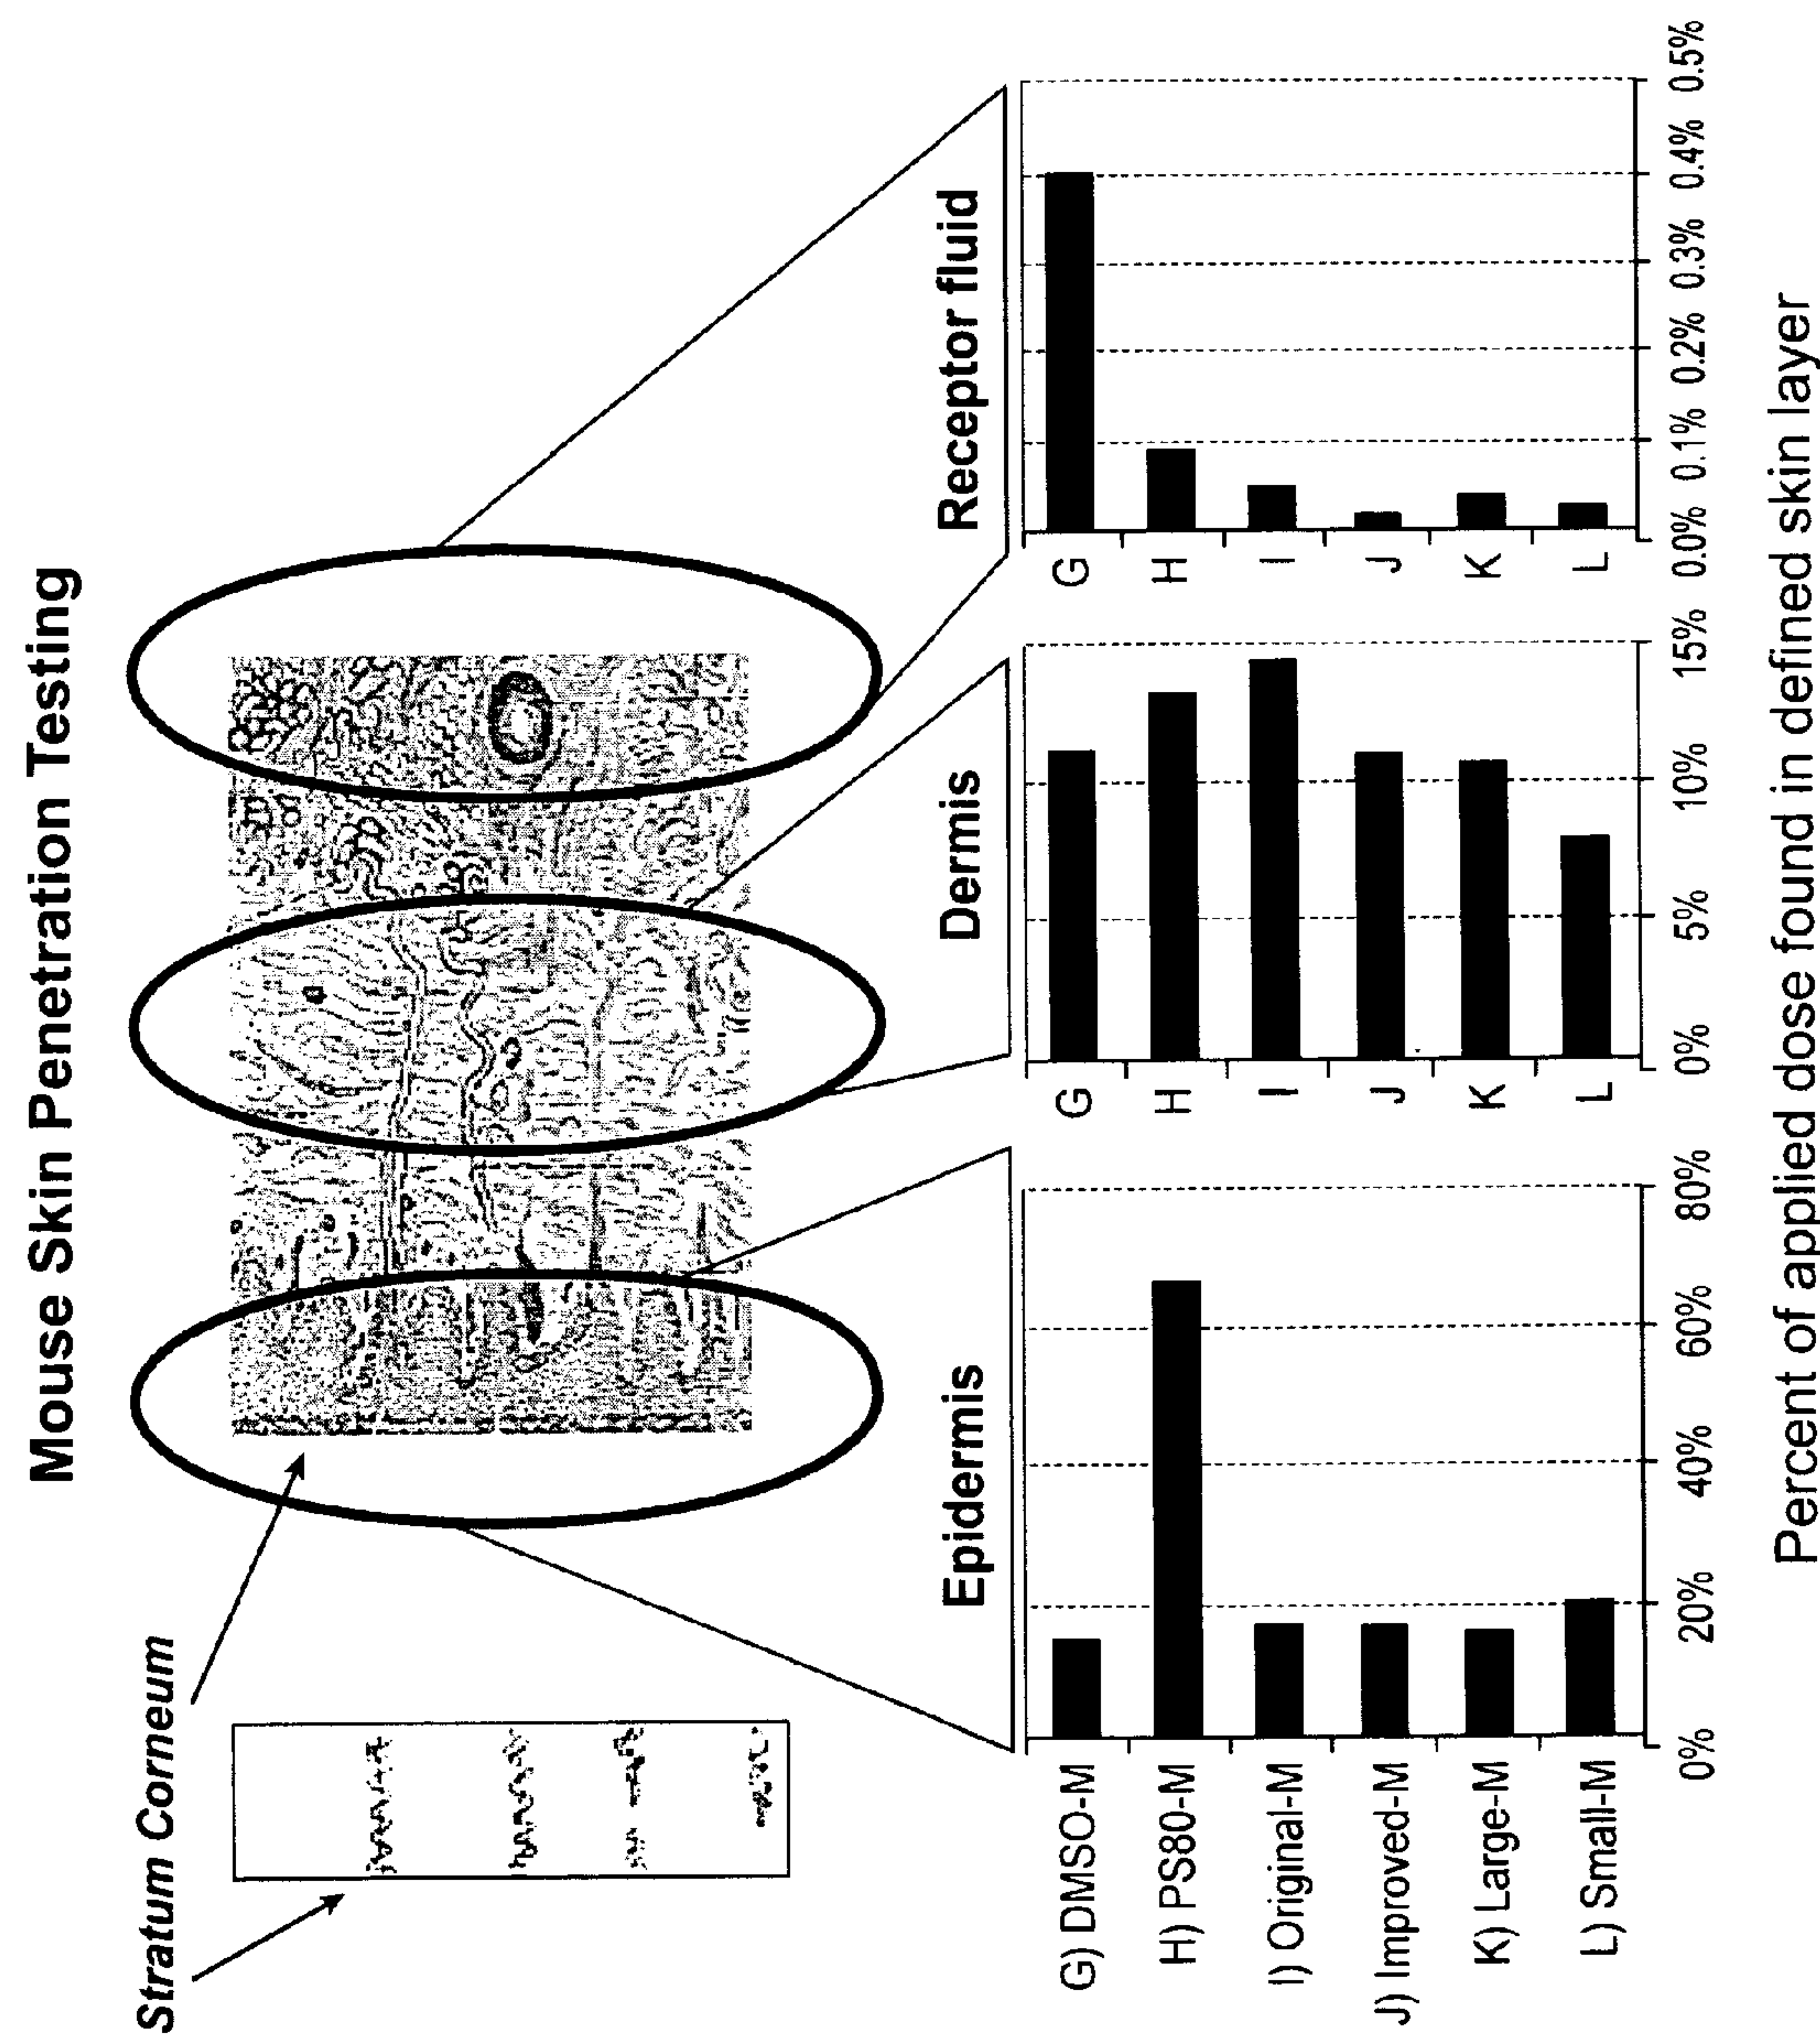 Mouse Skin Penetration Testing
Stratum Corneum
Epidermis
G) DMSO-M
H) PS80-M
I) Original-M
J) Improved-M
K) Large-M
L) Small-M
0% 20% 40% 60% 80%
Dermis
G
H
I
J
K
L
0% 5% 10% 15%
Receptor fluid
G
H
I
J
K
L
0.0% 0.1% 0.2% 0.3% 0.4% 0.5%
Percent of applied dose found in defined skin layer